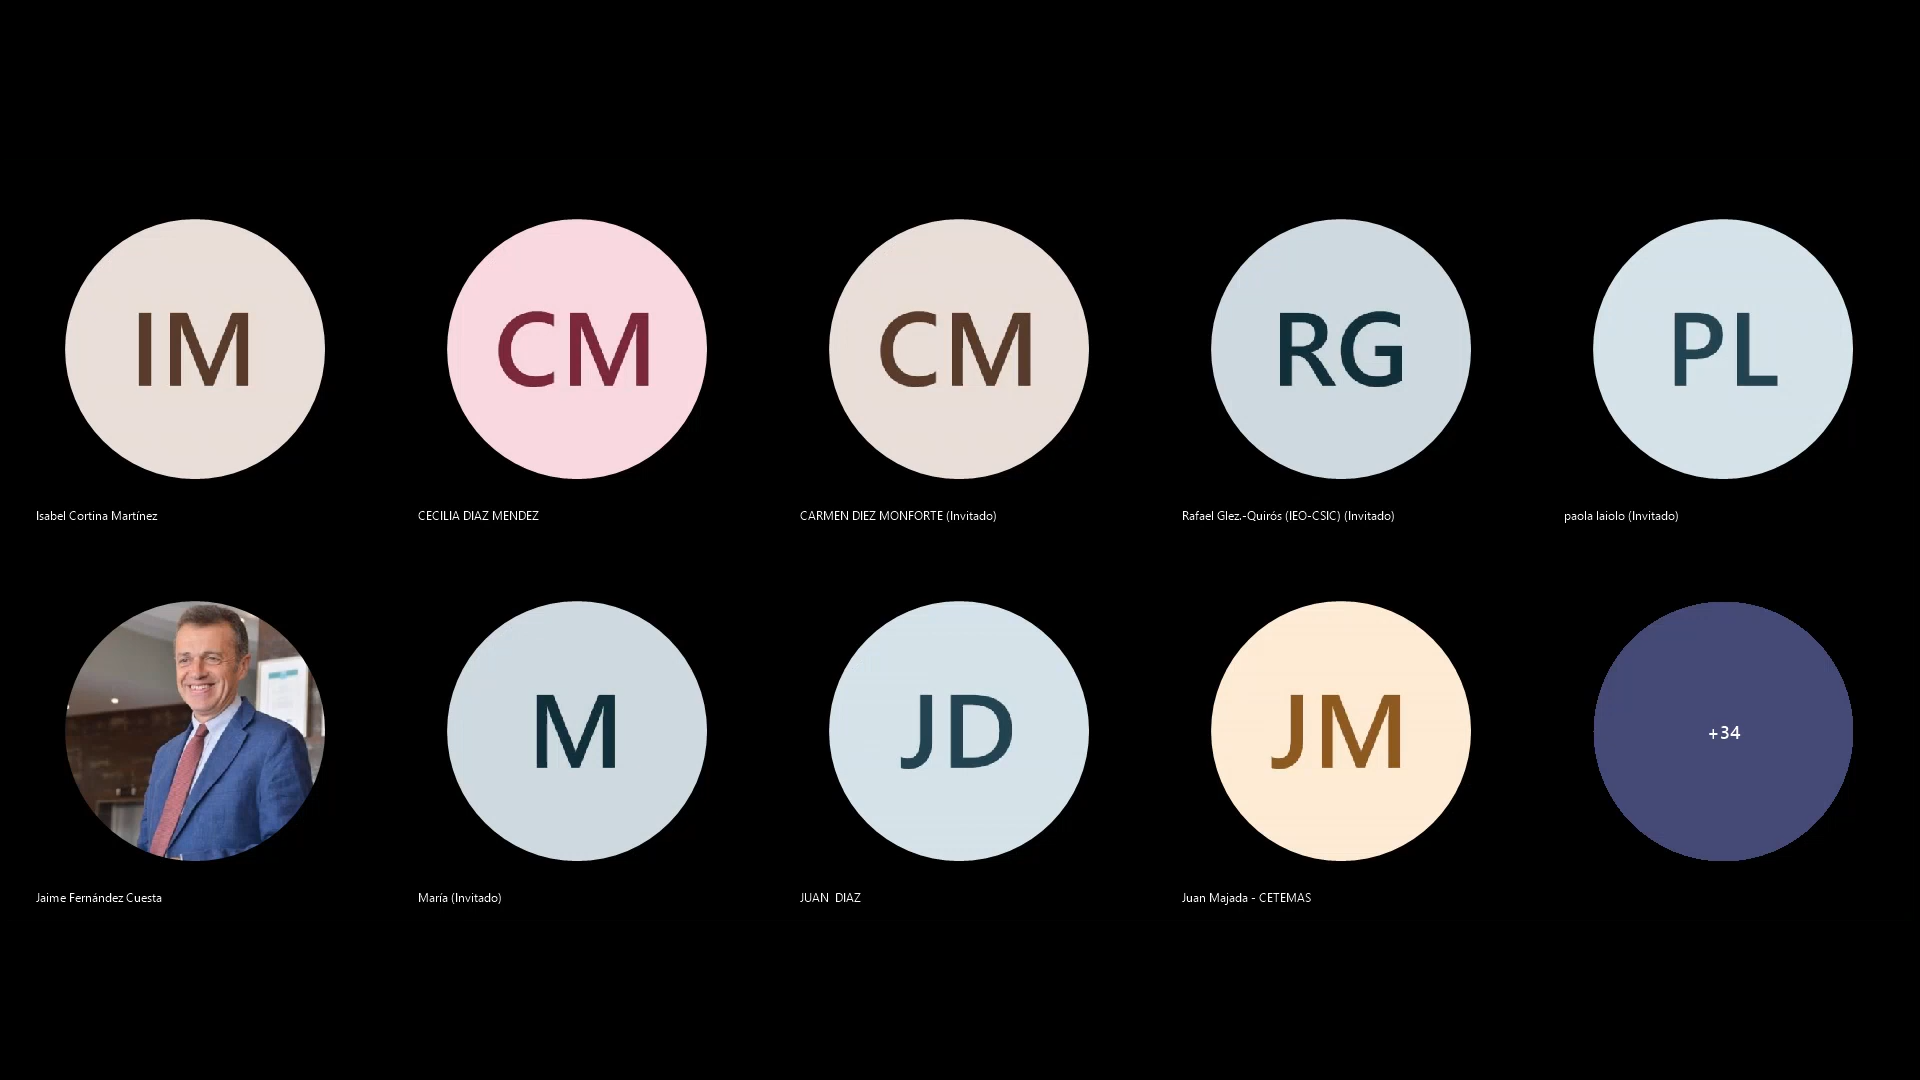 IM
CM
CM
RG
PL
Isabel Cortina Martínez
CECILIA DIAZ MENDEZ
CARMEN DIEZ MONFORTE (Invitado)
Rafael Glez.-Quirós (IEO-CSIC) (Invitado)
paola laiolo (Invitado)
M
JD
JM
+34
Jaime Fernández Cuesta
María (Invitado)
JUAN  DIAZ
Juan Majada - CETEMAS